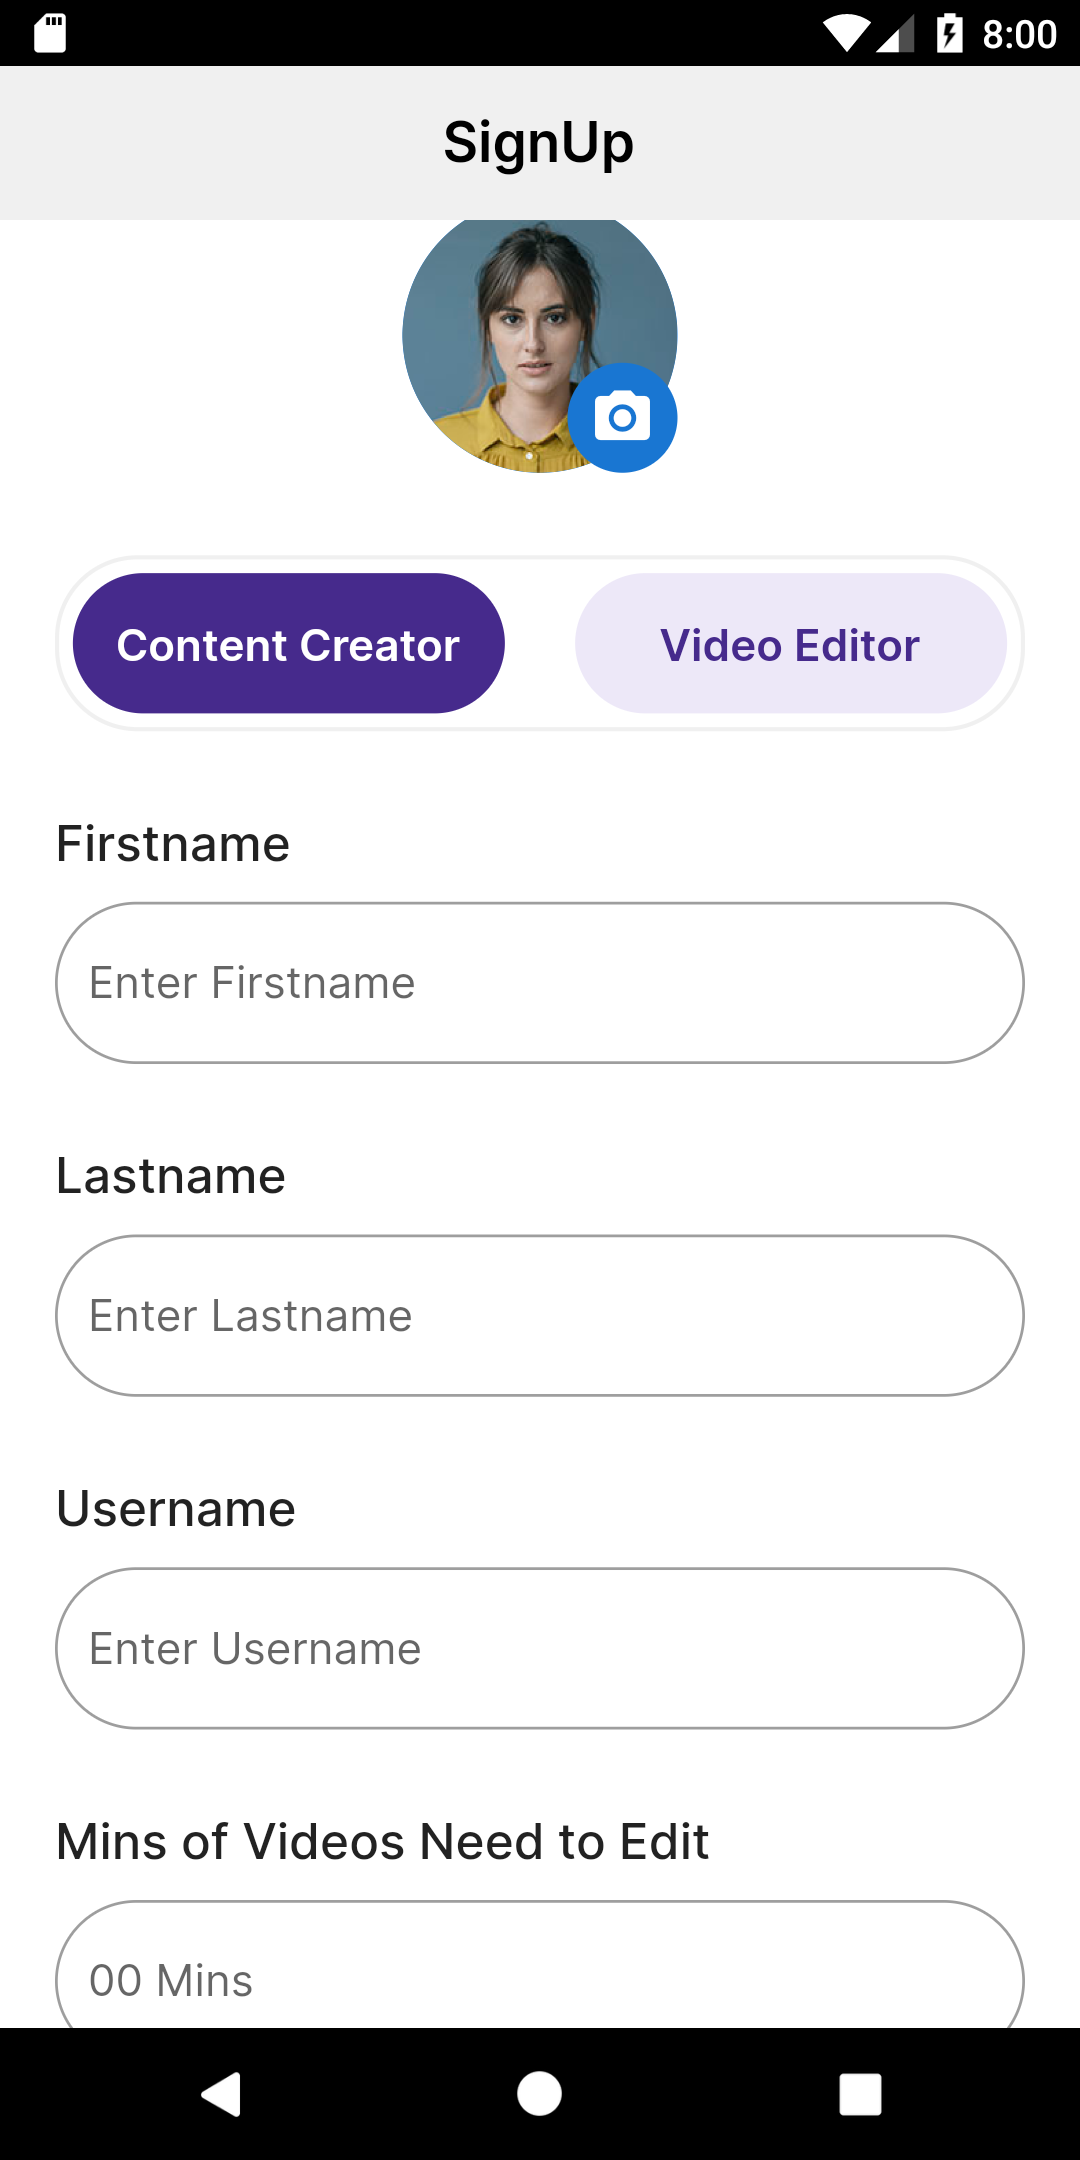 8:00
SignUp
Content Creator
Video Editor
Firstname
Enter Firstname
Lastname
Enter Lastname
Username
Enter Username
Mins of Videos Need to Edit
00 Mins